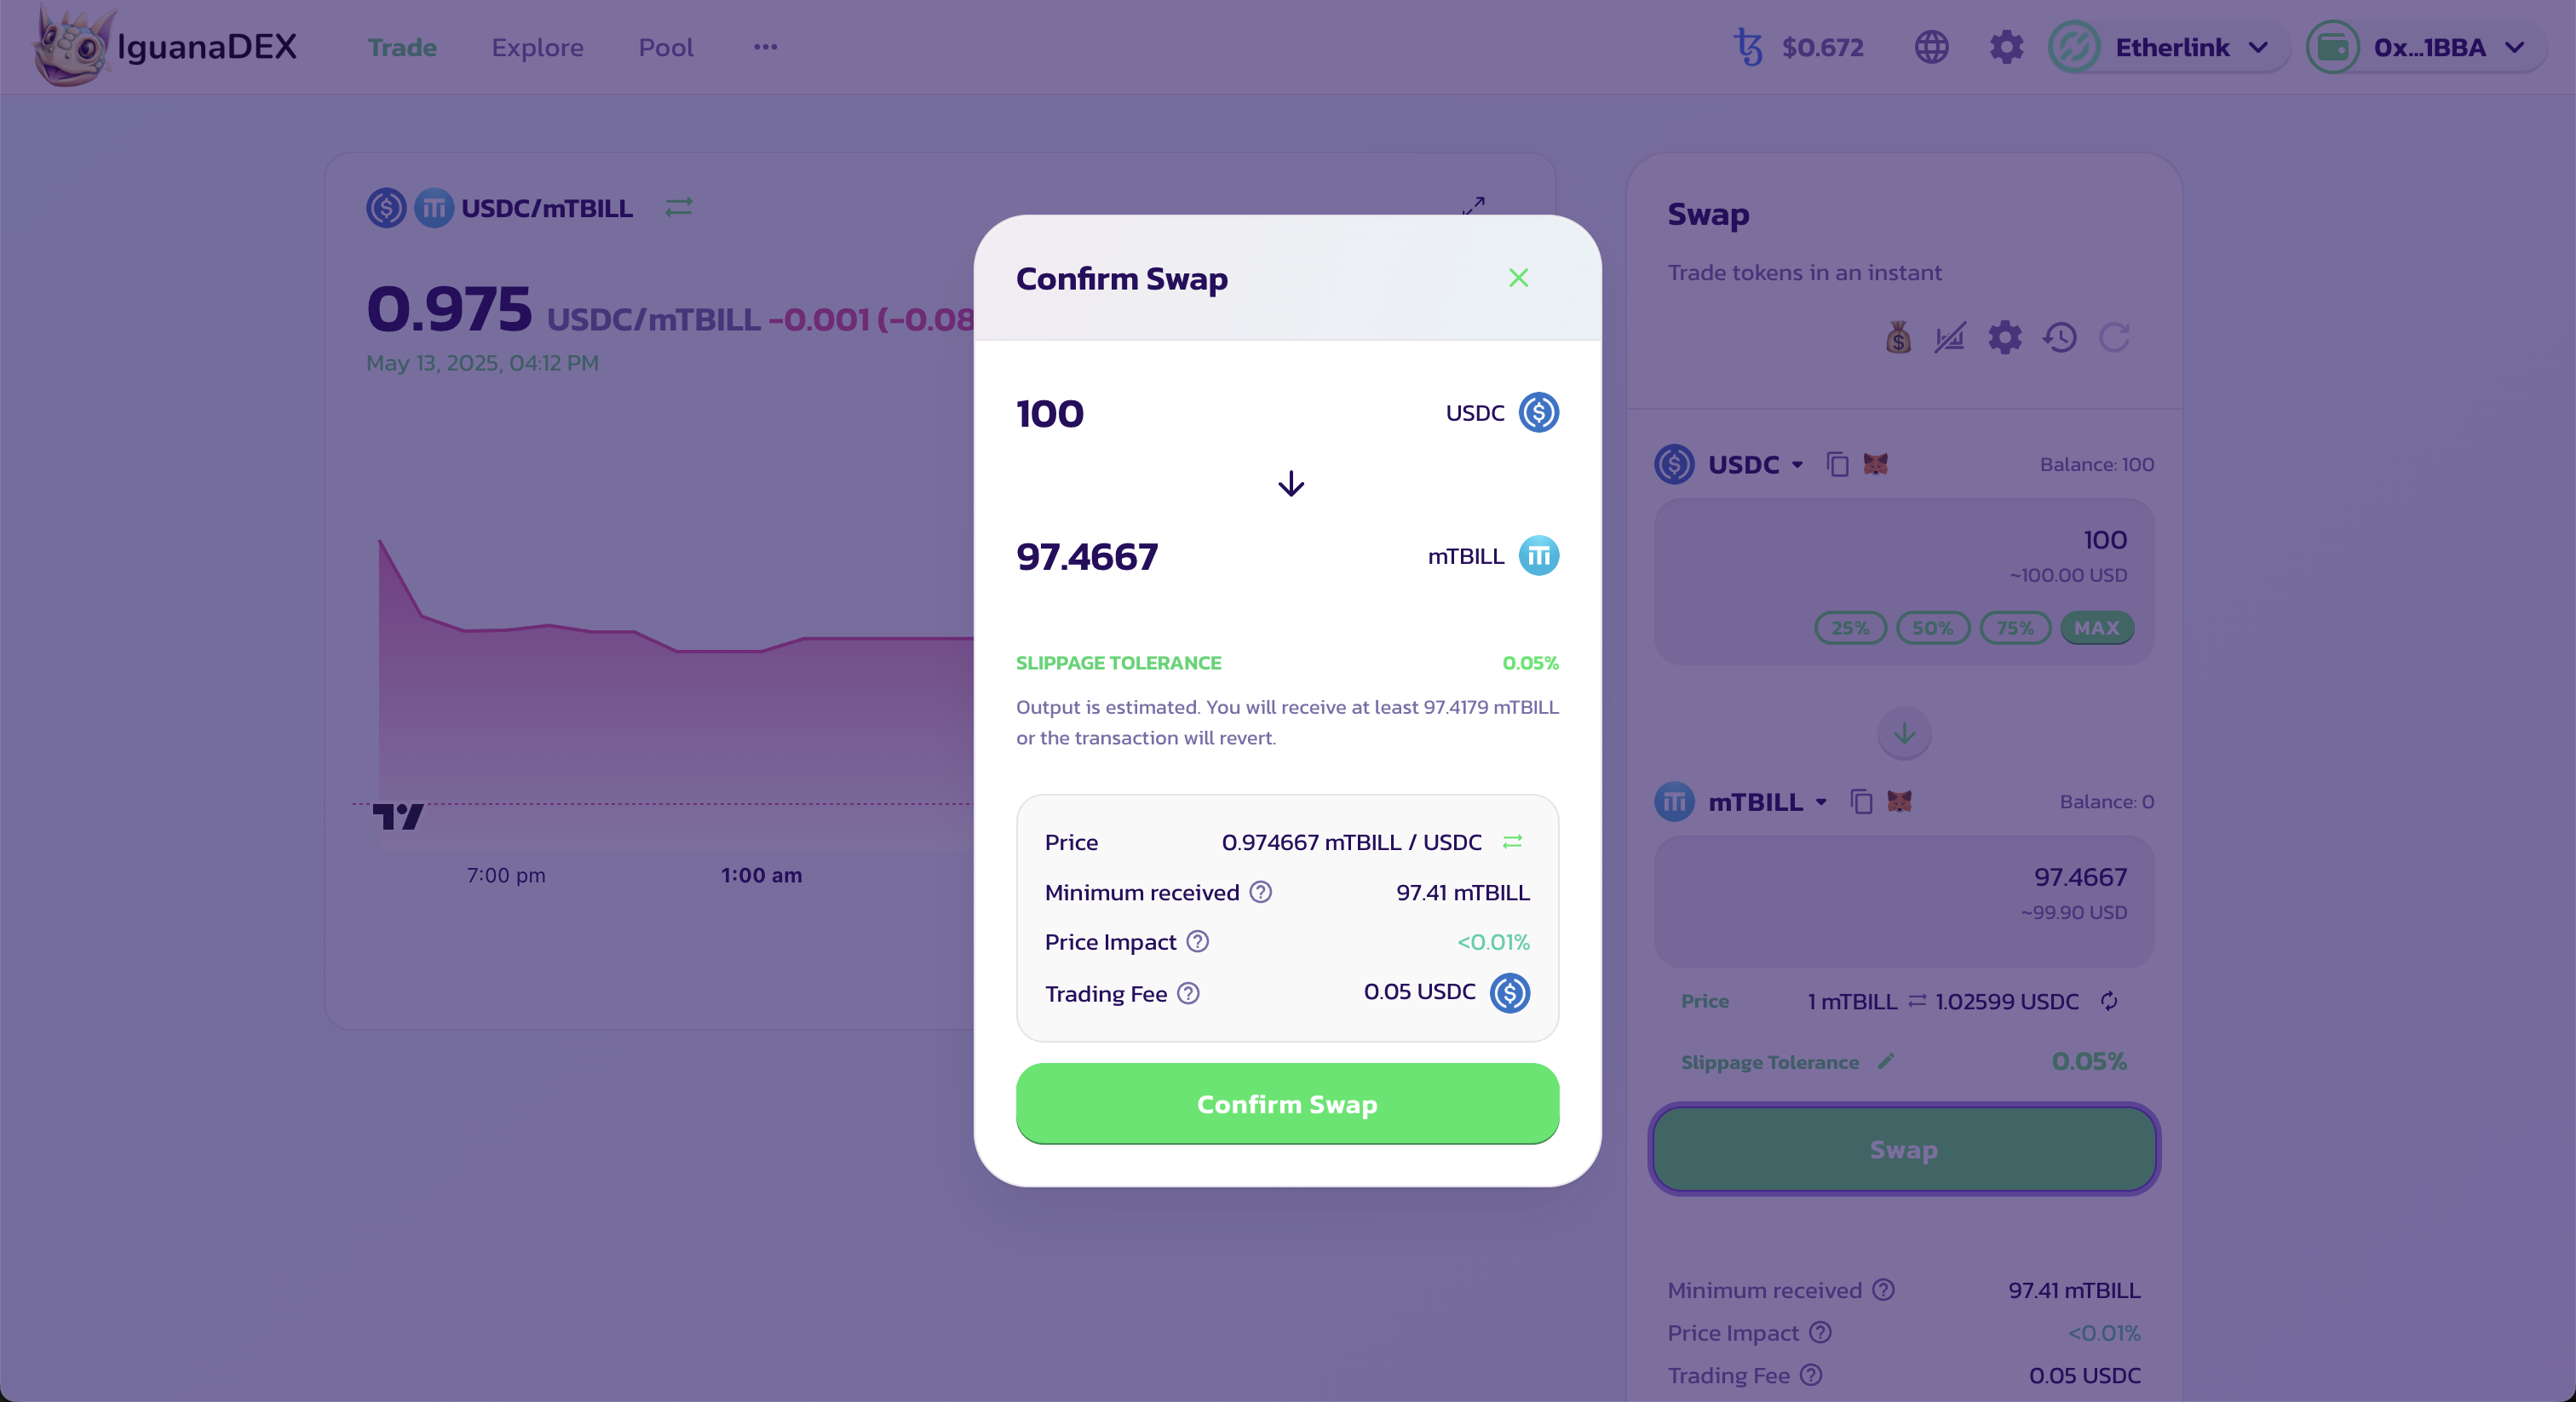 IguanaDEX
Trade
Explore
Pool
$0.672
Etherlink
0x...1BBA
USDC/mTBILL
0.975 USDC/mTBILL -0.001 (-0.08
May 13, 2025, 04:12 PM
7:00 pm
1:00 am
Confirm Swap
100
USDC
97.4667
mTBILL
SLIPPAGE TOLERANCE
0.05%
Output is estimated. You will receive at least 97.4179 mTBILL
or the transaction will revert.
Price
0.974667 mTBILL / USDC
Minimum received
97.41 mTBILL
Price Impact
<0.01%
Trading Fee
0.05 USDC
Confirm Swap
Swap
Trade tokens in an instant
USDC
Balance: 100
100
~100.00 USD
25%
50%
75%
MAX
mTBILL
Balance: 0
97.4667
~99.90 USD
Price
1 mTBILL ⇄ 1.02599 USDC
Slippage Tolerance
0.05%
Swap
Minimum received
97.41 mTBILL
Price Impact
<0.01%
Trading Fee
0.05 USDC